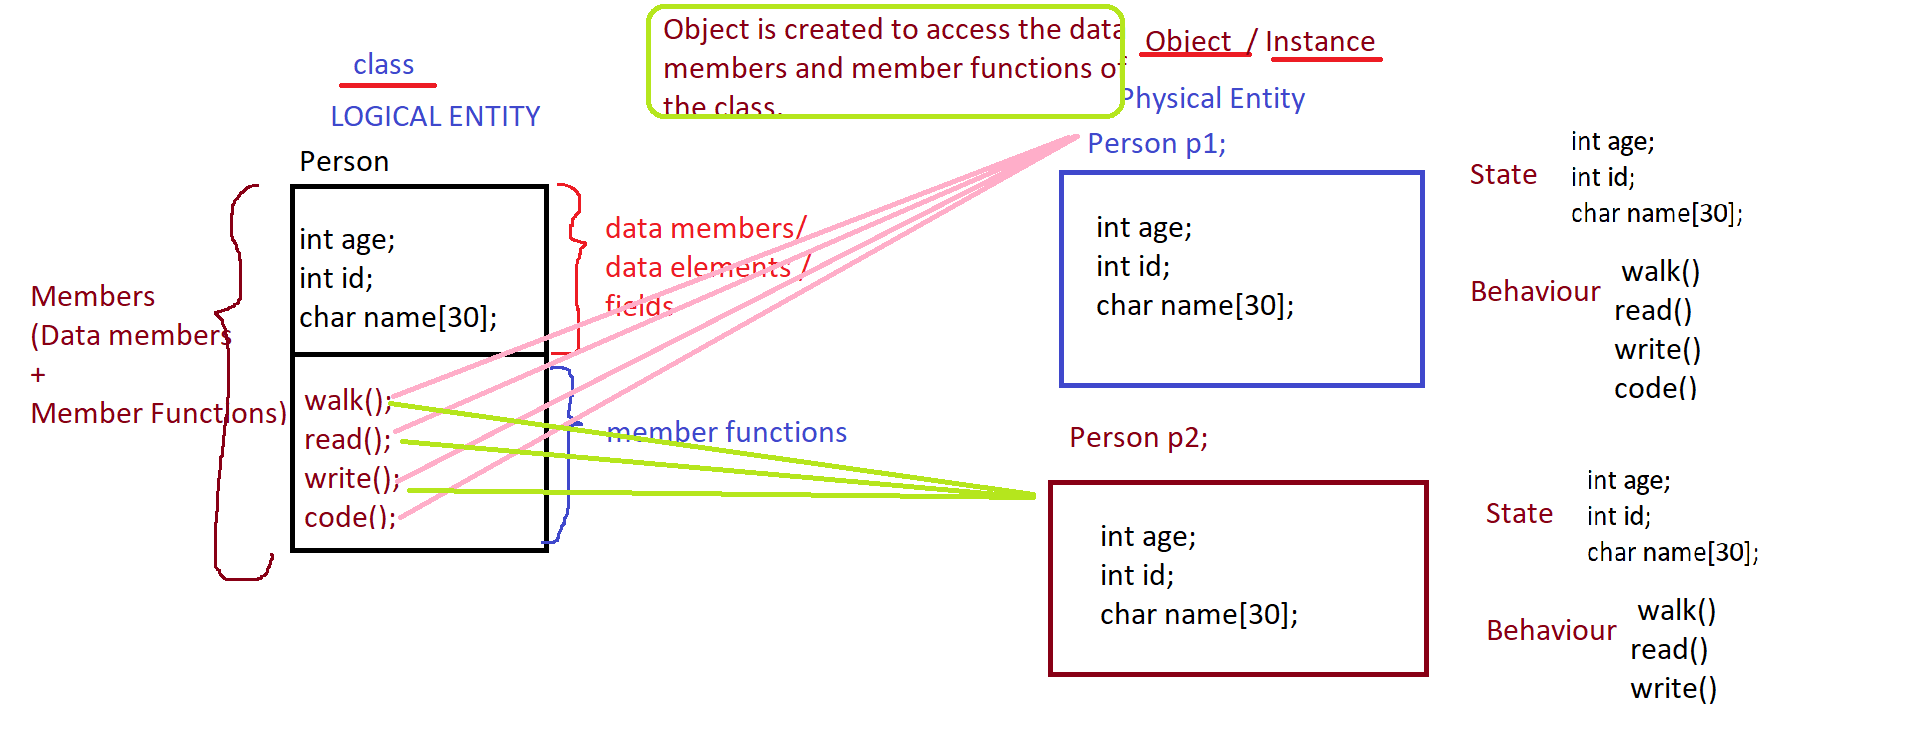 class
LOGICAL ENTITY
Person
int age;
int id;
char name[30];
walk();
read();
write();
code();
Members
(Data members
+
Member Functions)
data members/
data elements /
fields
member functions
Object is created to access the data
members and member functions of
the class.
Object / Instance
Physical Entity
Person p1;
int age;
int id;
char name[30];
State
int age;
int id;
char name[30];
Behaviour
walk()
read()
write()
code()
Person p2;
int age;
int id;
char name[30];
State
int age;
int id;
char name[30];
Behaviour
walk()
read()
write()